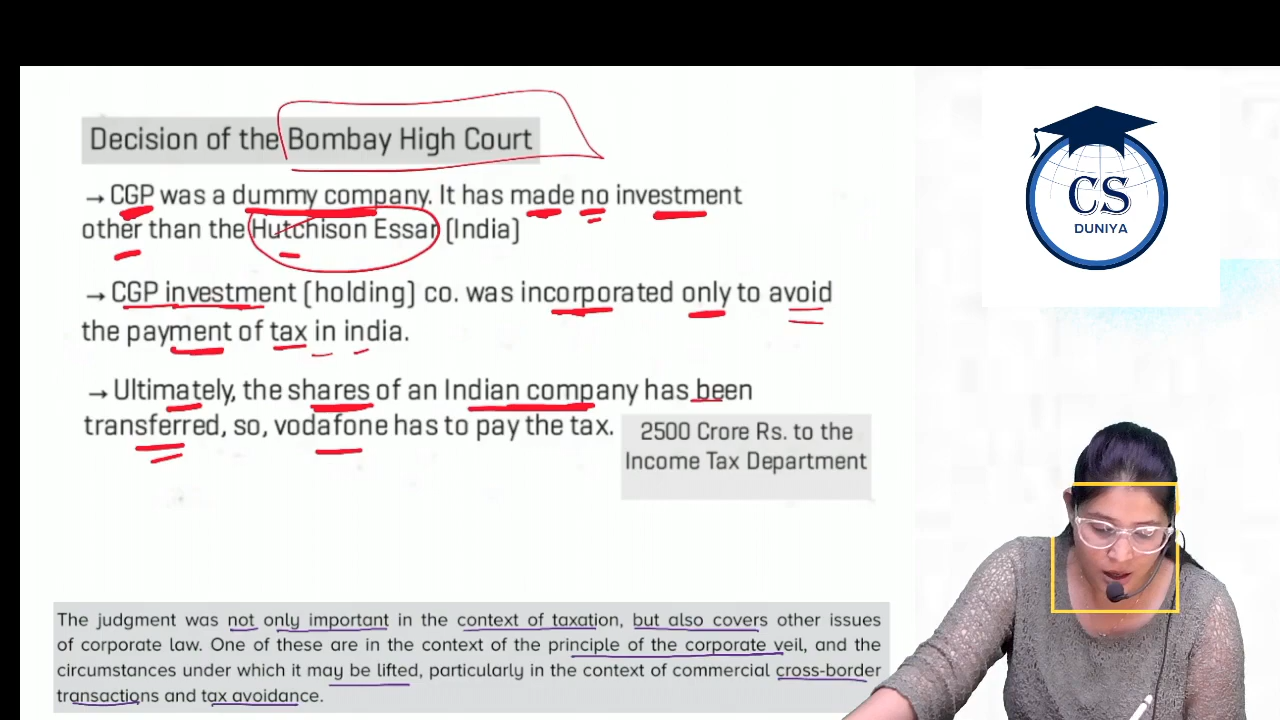 Decision of the Bombay High Court
→ CGP was a dummy company. It has made no investment
other than the Hutchison Essar (India)
→ CGP investment (holding) co. was incorporated only to avoid
the payment of tax in india.
→ Ultimately, the shares of an Indian company has been
transferred, so, vodafone has to pay the tax.
2500 Crore Rs. to the
Income Tax Department
The judgment was not only important in the context of taxation, but also covers other issues
of corporate law. One of these are in the context of the principle of the corporate veil, and the
circumstances under which it may be lifted, particularly in the context of commercial cross-border
transactions and tax avoidance.
CS
DUNIYA